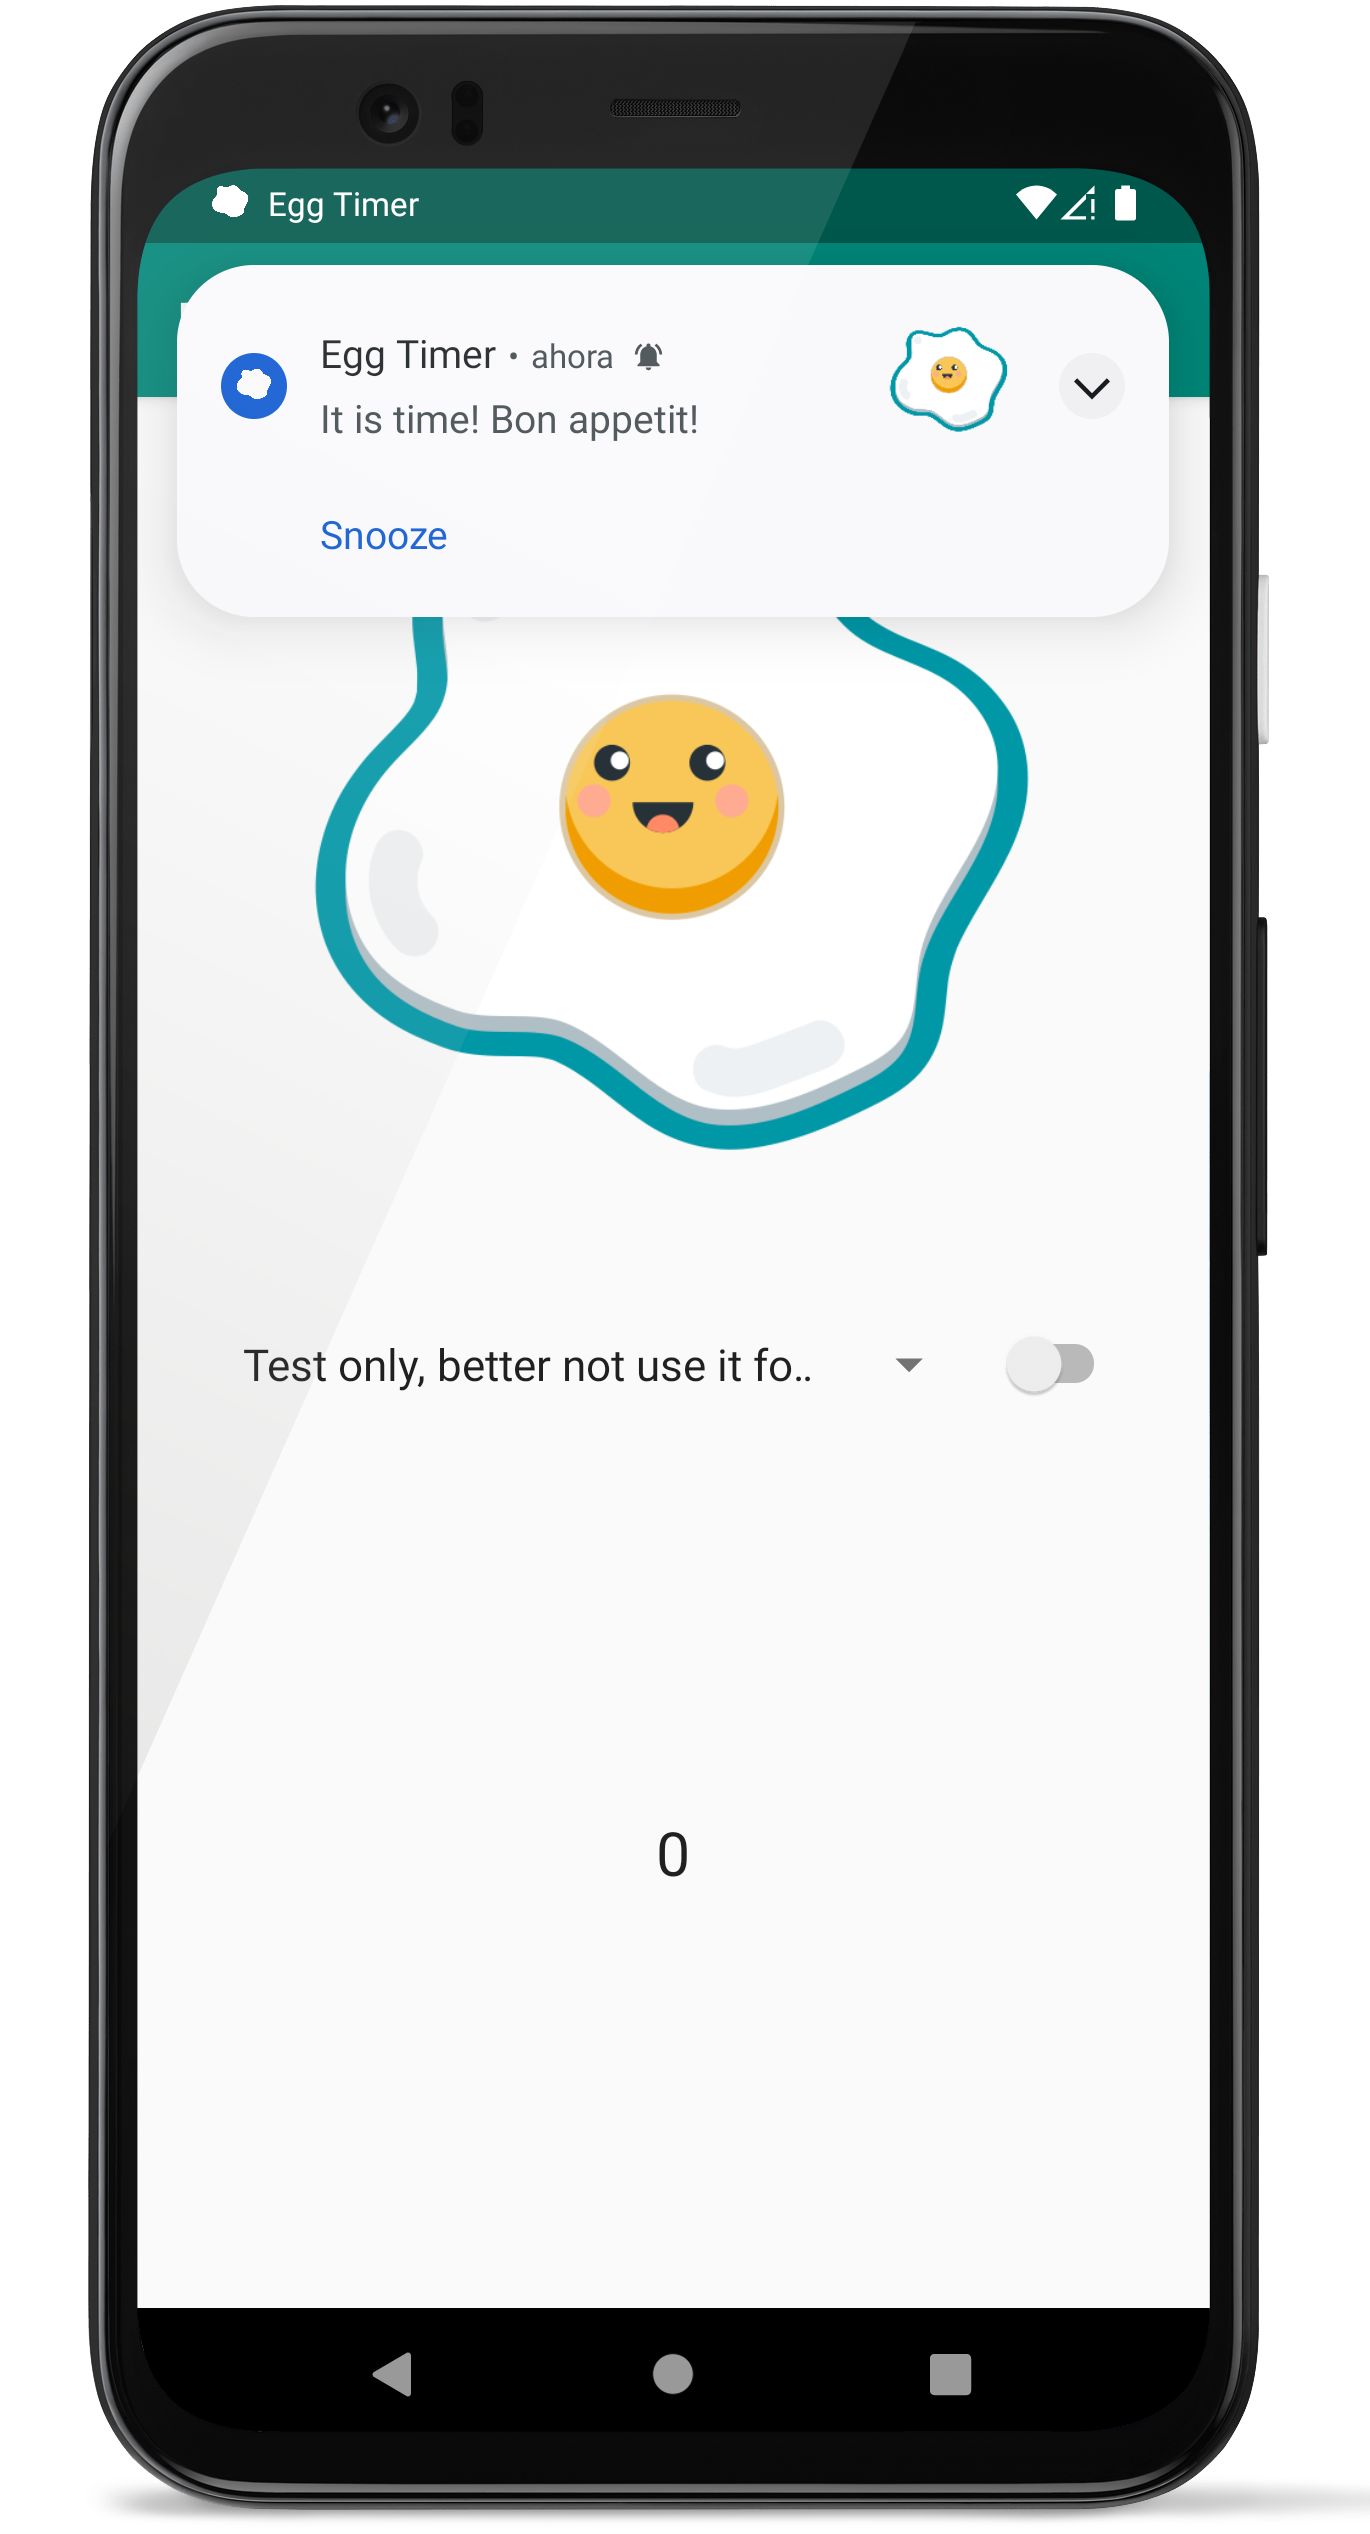 Egg Timer
Egg Timer • ahora
It is time! Bon appetit!
Snooze
Test only, better not use it fo..
0